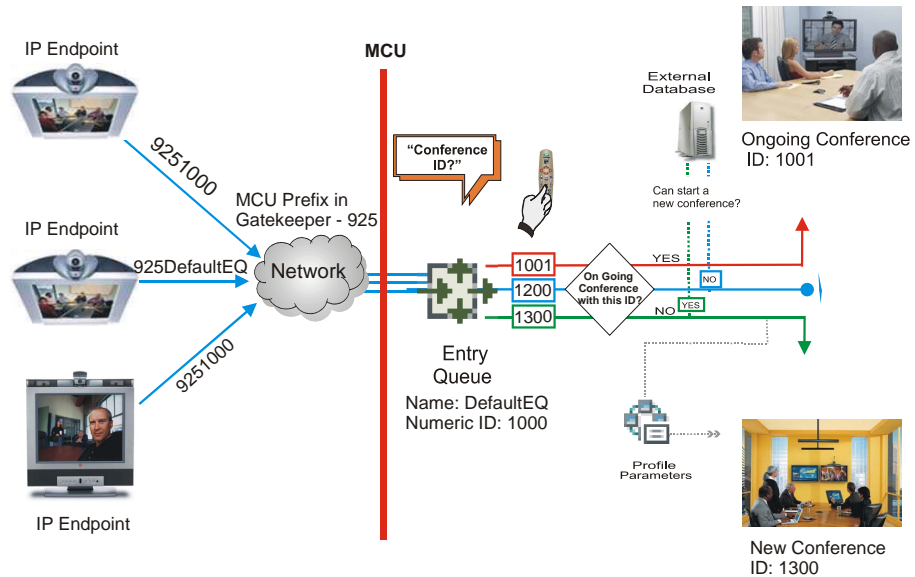 IP Endpoint
MCU
External
Database
"Conference
ID?"
Ongoing Conference
ID: 1001
9251000
MCU Prefix in
Gatekeeper - 925
Can start a
new conference?
IP Endpoint
925DefaultEQ
Network
1001
1200
1300
On Going
Conference
with this ID?
YES
NO
NO
YES
9251000
Entry
Queue
Name: DefaultEQ
Numeric ID: 1000
Profile
Parameters
IP Endpoint
New Conference
ID: 1300